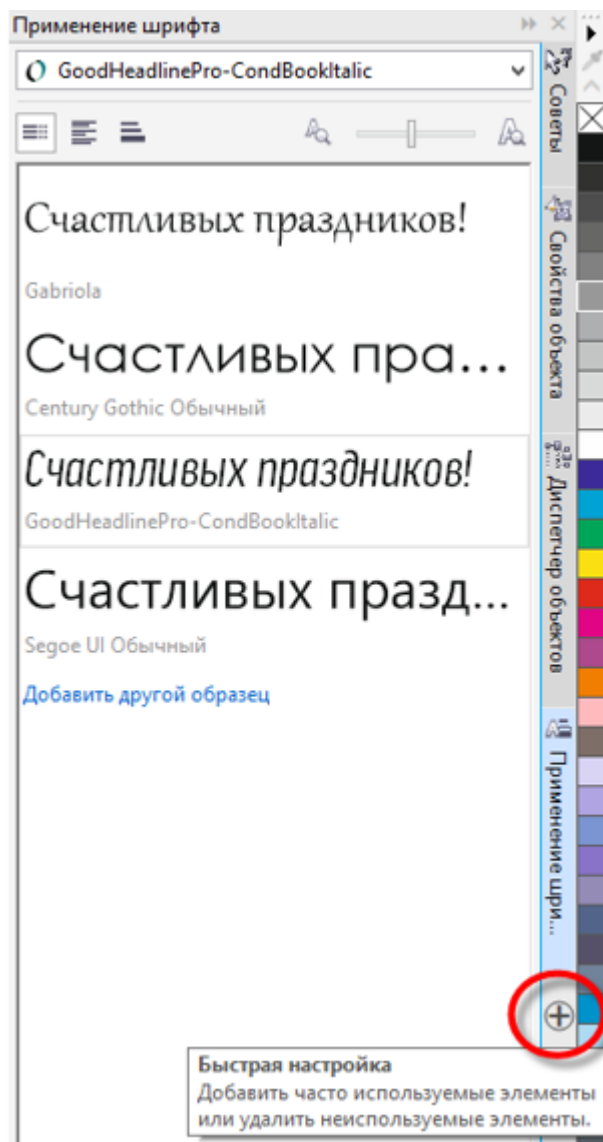 Применение шрифта
GoodHeadlinePro-CondBookItalic
Счастливых праздников!
Gabriola
Счастливых пра...
Century Gothic Обычный
Счастливых праздников!
GoodHeadlinePro-CondBookItalic
Счастливых празд...
Segoe UI Обычный
Добавить другой образец
Советы
Свойства объекта
Диспетчер объектов
Применение шри...
Быстрая настройка
Добавить часто используемые элементы
или удалить неиспользуемые элементы.